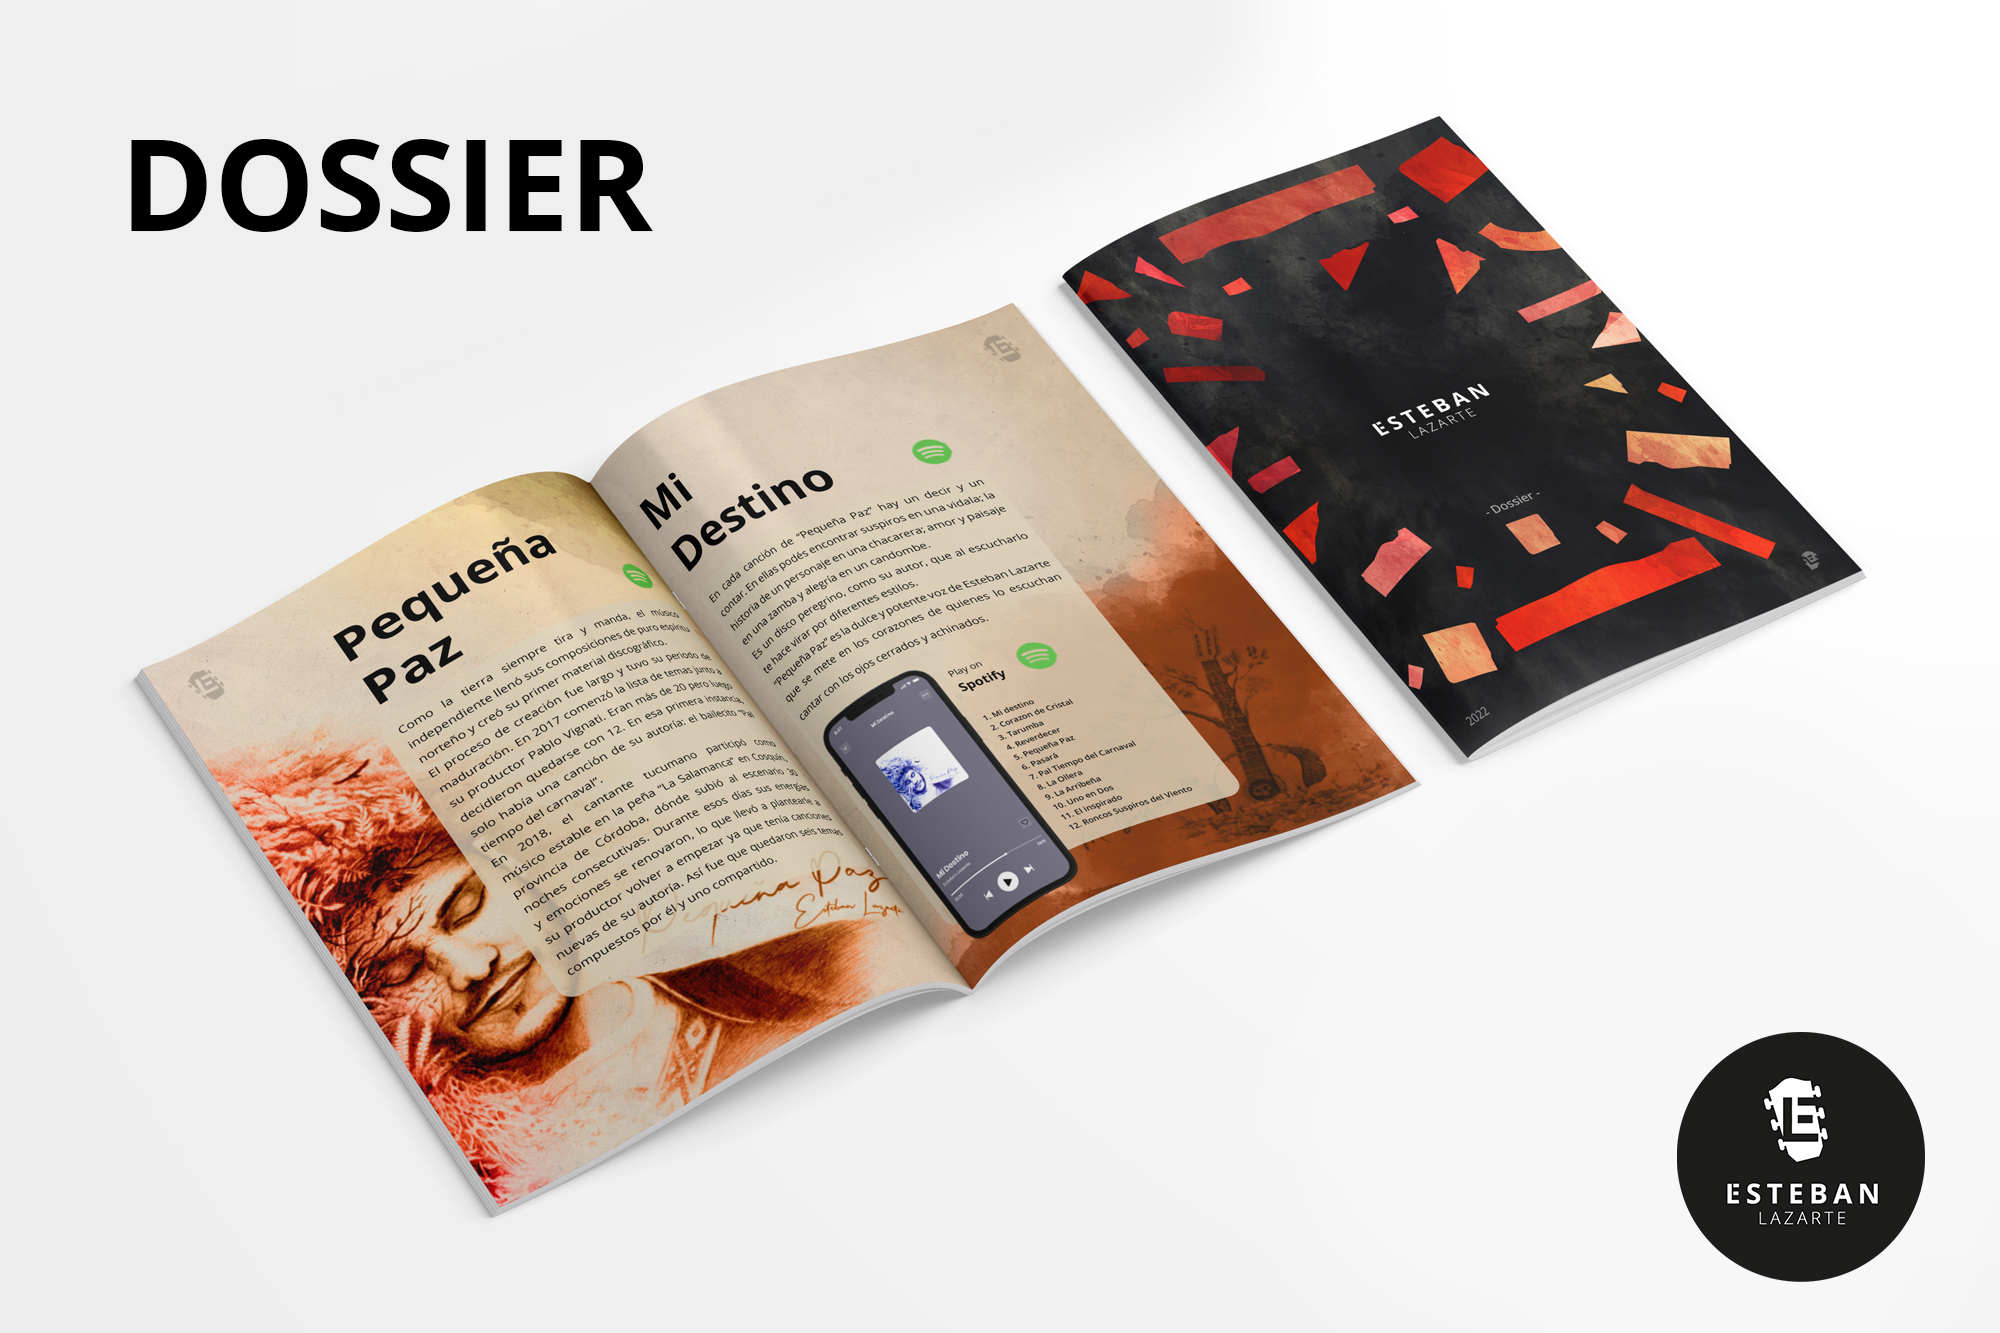 DOSSIER
Pequeña
Paz
Como la tierra siempre tira y manda, el músico
independiente llenó sus composiciones de puro espíritu
norteño y creó su primer material discográfico.
El proceso de creación fue largo y tuvo su periodo de
maduración. En 2017 comenzó la lista de temas junto a
su productor Pablo Vignati. Eran más de 20 pero luego
decidieron quedarse con 12. En esa primera instancia,
solo había una canción de su autoría: el bailecito "Pal
tiempo del carnaval".
En 2018, el cantante tucumano participó como
músico estable en la peña "La Salamanca" en Cosquín,
provincia de Córdoba, dónde subió al escenario 30
noches consecutivas. Durante esos días sus energías
y emociones se renovaron, lo que llevó a plantearle a
su productor volver a empezar ya que tenía canciones
nuevas de su autoría. Así fue que quedaron seis temas
compuestos por él y uno compartido.
Pequeña Paz
Esteban Lazarte
Mi
Destino
En cada canción de "Pequeña Paz" hay un decir y un
contar. En ellas podés encontrar suspiros en una vidala; la
historia de un personaje en una chacarera; amor y paisaje
en una zamba y alegría en un candombe.
Es un disco peregrino, como su autor, que al escucharlo
te hace virar por diferentes estilos.
"Pequeña Paz" es la dulce y potente voz de Esteban Lazarte
que se mete en los corazones de quienes lo escuchan
cantar con los ojos cerrados y achinados.
Play on
Spotify
1. Mi destino
2. Corazon de Cristal
3. Tarumba
4. Reverdecer
5. Pequeña Paz
6. Pasará
7. Pal Tiempo del Carnaval
8. La Ollera
9. La Arribeña
10. Uno en Dos
11. El inspirado
12. Roncos Suspiros del Viento
Mi Destino
Mi Destino
ESTEBAN
LAZARTE
- Dossier -
2022
ESTEBAN
LAZARTE